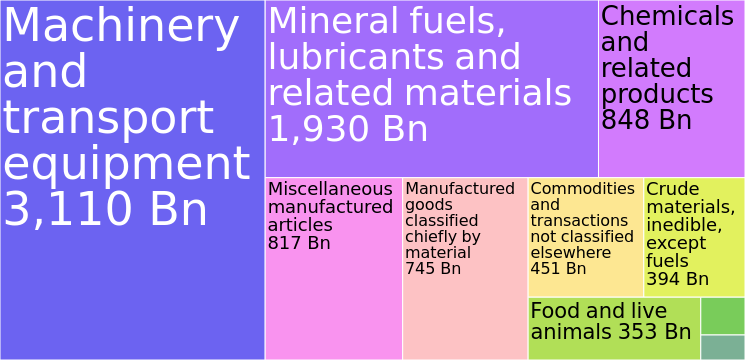 Machinery
and
transport
equipment
3,110 Bn
Mineral fuels,
lubricants and
related materials
1,930 Bn
Chemicals
and
related
products
848 Bn
Miscellaneous
manufactured
articles
817 Bn
Manufactured
goods
classified
chiefly by
material
745 Bn
Commodities
and
transactions
not classified
elsewhere
451 Bn
Crude
materials,
inedible,
except
fuels
394 Bn
Food and live
animals 353 Bn